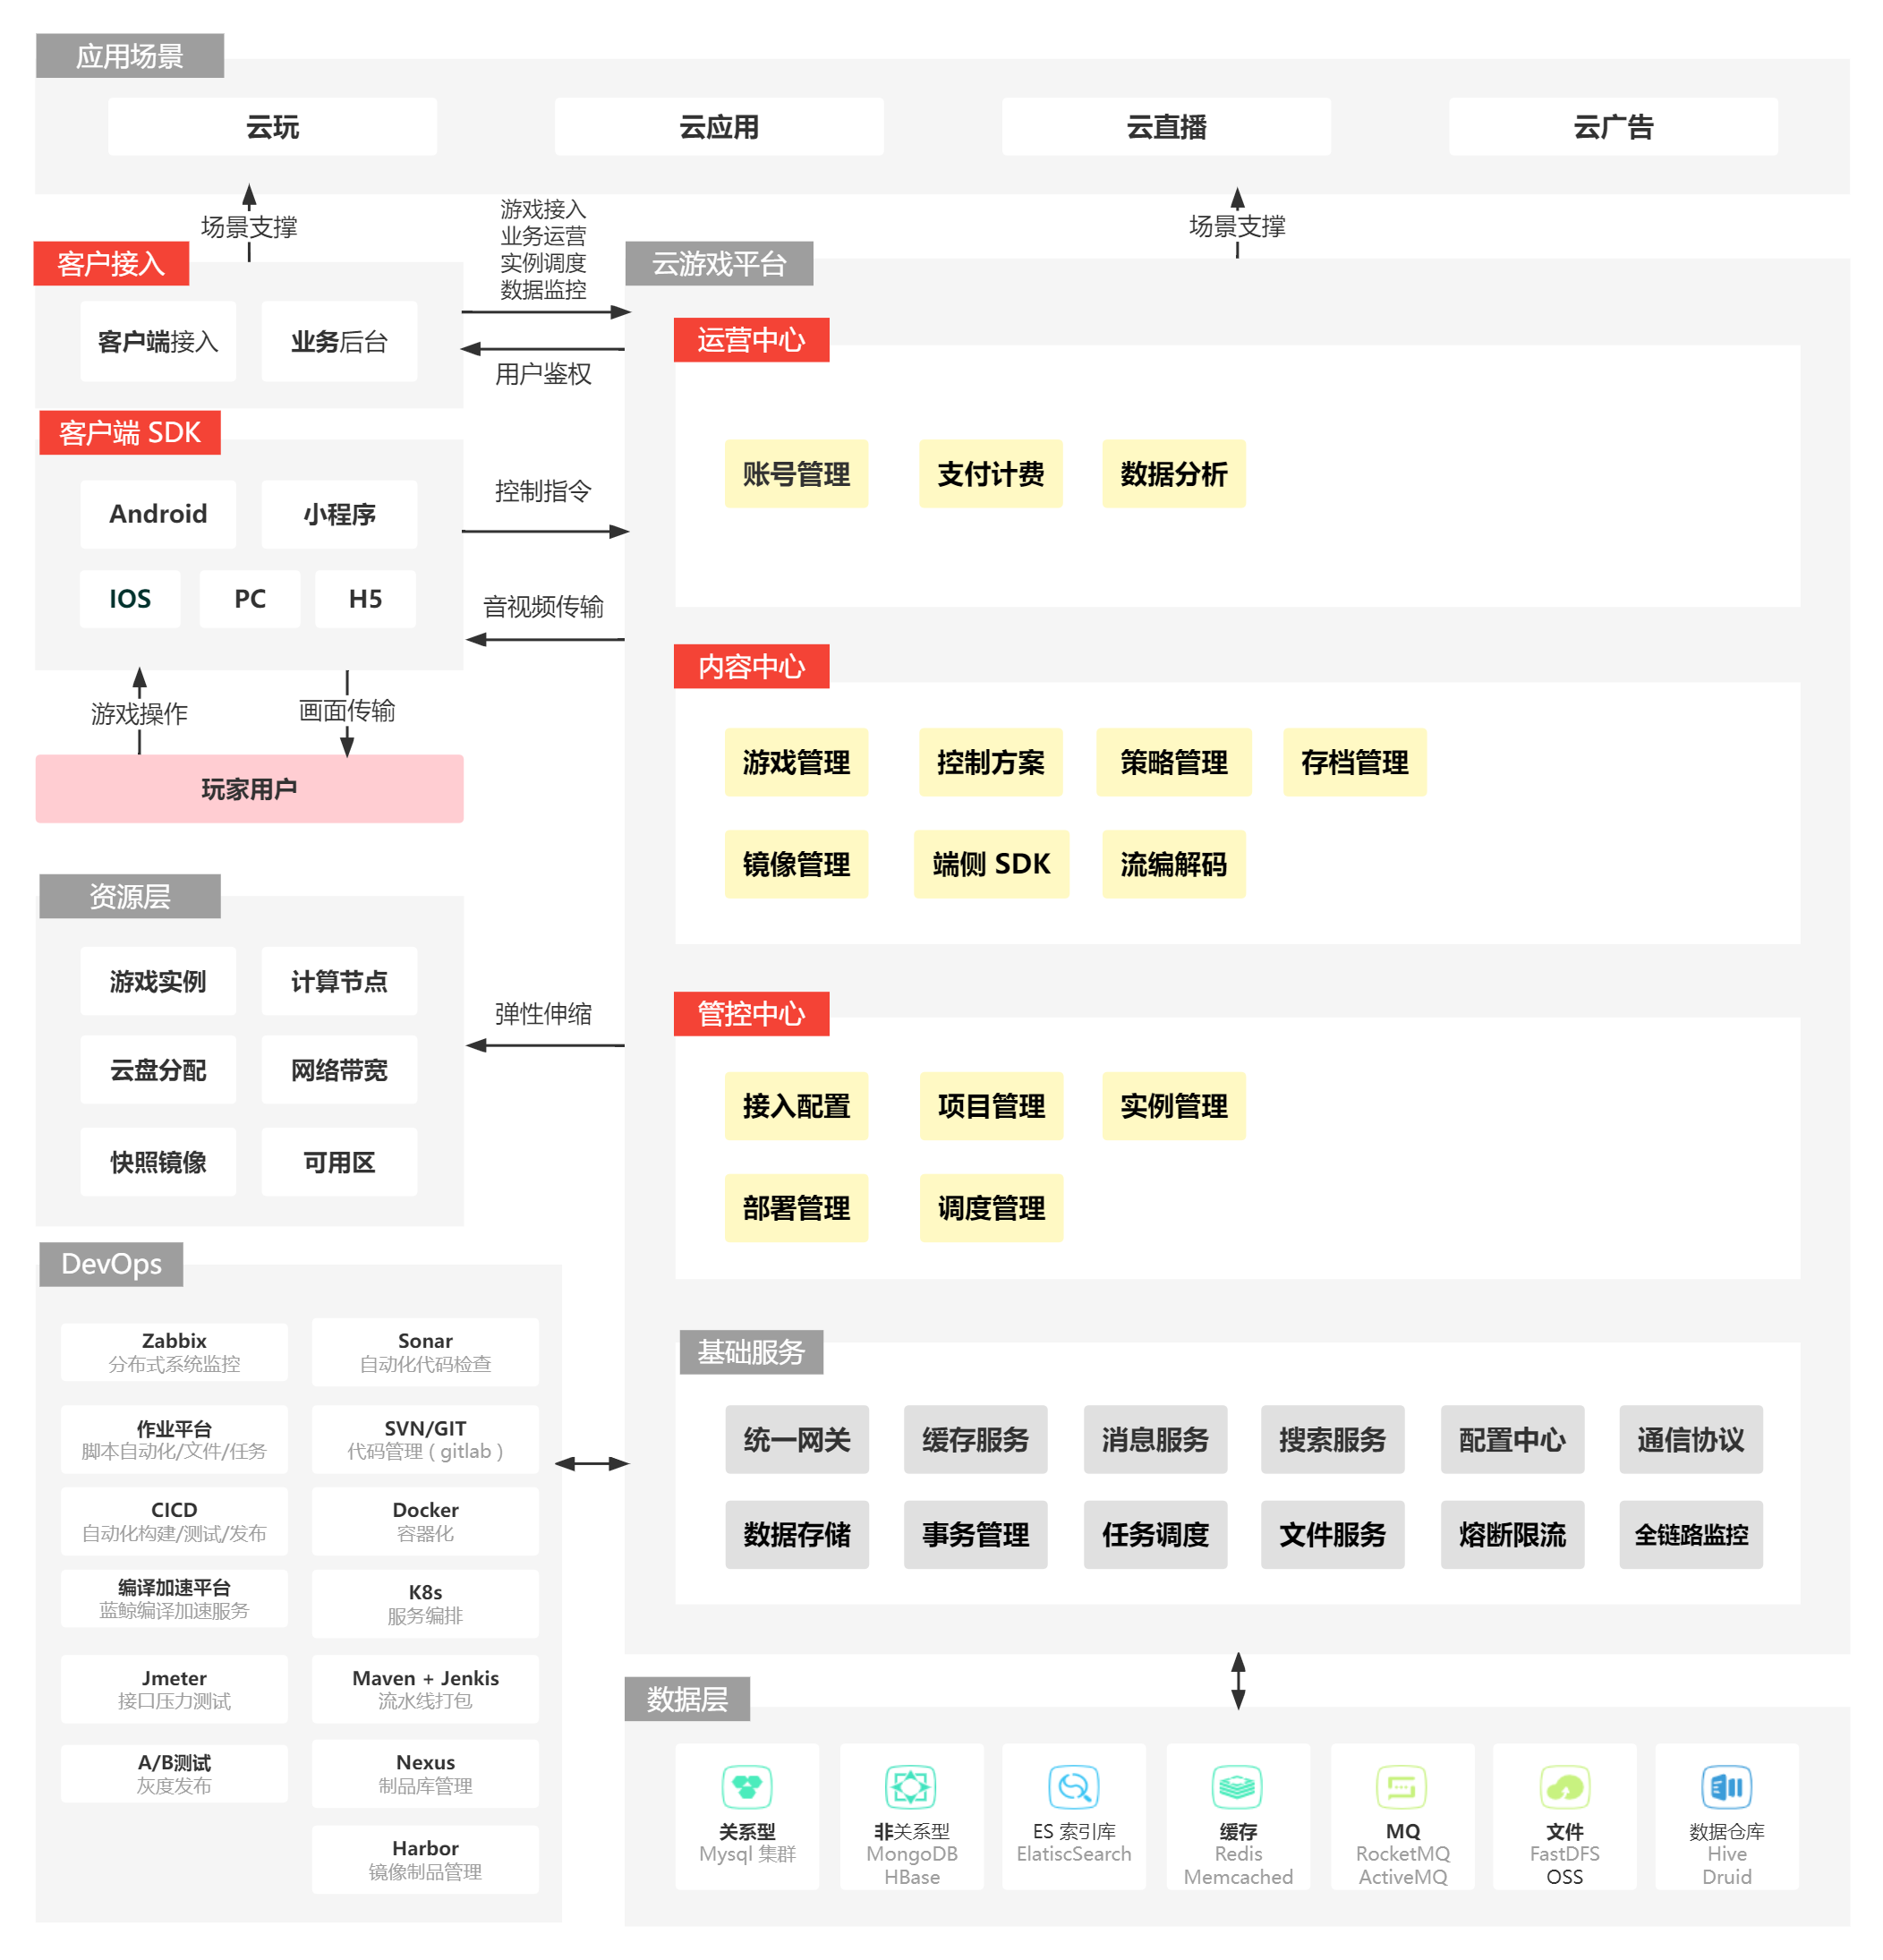 应用场景
云玩
云应用
云直播
云广告
场景支撑
游戏接入
业务运营
实例调度
数据监控
场景支撑
客户接入
客户端接入
业务后台
用户鉴权
客户端 SDK
Android
小程序
IOS
PC
H5
控制指令
音视频传输
游戏操作
画面传输
玩家用户
资源层
游戏实例
计算节点
云盘分配
网络带宽
快照镜像
可用区
弹性伸缩
DevOps
Zabbix
分布式系统监控
Sonar
自动化代码检查
作业平台
脚本自动化/文件/任务
SVN/GIT
代码管理 ( gitlab )
CICD
自动化构建/测试/发布
Docker
容器化
编译加速平台
蓝鲸编译加速服务
K8s
服务编排
Jmeter
接口压力测试
Maven + Jenkis
流水线打包
A/B测试
灰度发布
Nexus
制品库管理
Harbor
镜像制品管理
云游戏平台
运营中心
账号管理
支付计费
数据分析
内容中心
游戏管理
控制方案
策略管理
存档管理
镜像管理
端侧 SDK
流编解码
管控中心
接入配置
项目管理
实例管理
部署管理
调度管理
基础服务
统一网关
缓存服务
消息服务
搜索服务
配置中心
通信协议
数据存储
事务管理
任务调度
文件服务
熔断限流
全链路监控
数据层
关系型
Mysql 集群
非关系型
MongoDB
HBase
ES 索引库
ElatiscSearch
缓存
Redis
Memcached
MQ
RocketMQ
ActiveMQ
文件
FastDFS
OSS
数据仓库
Hive
Druid